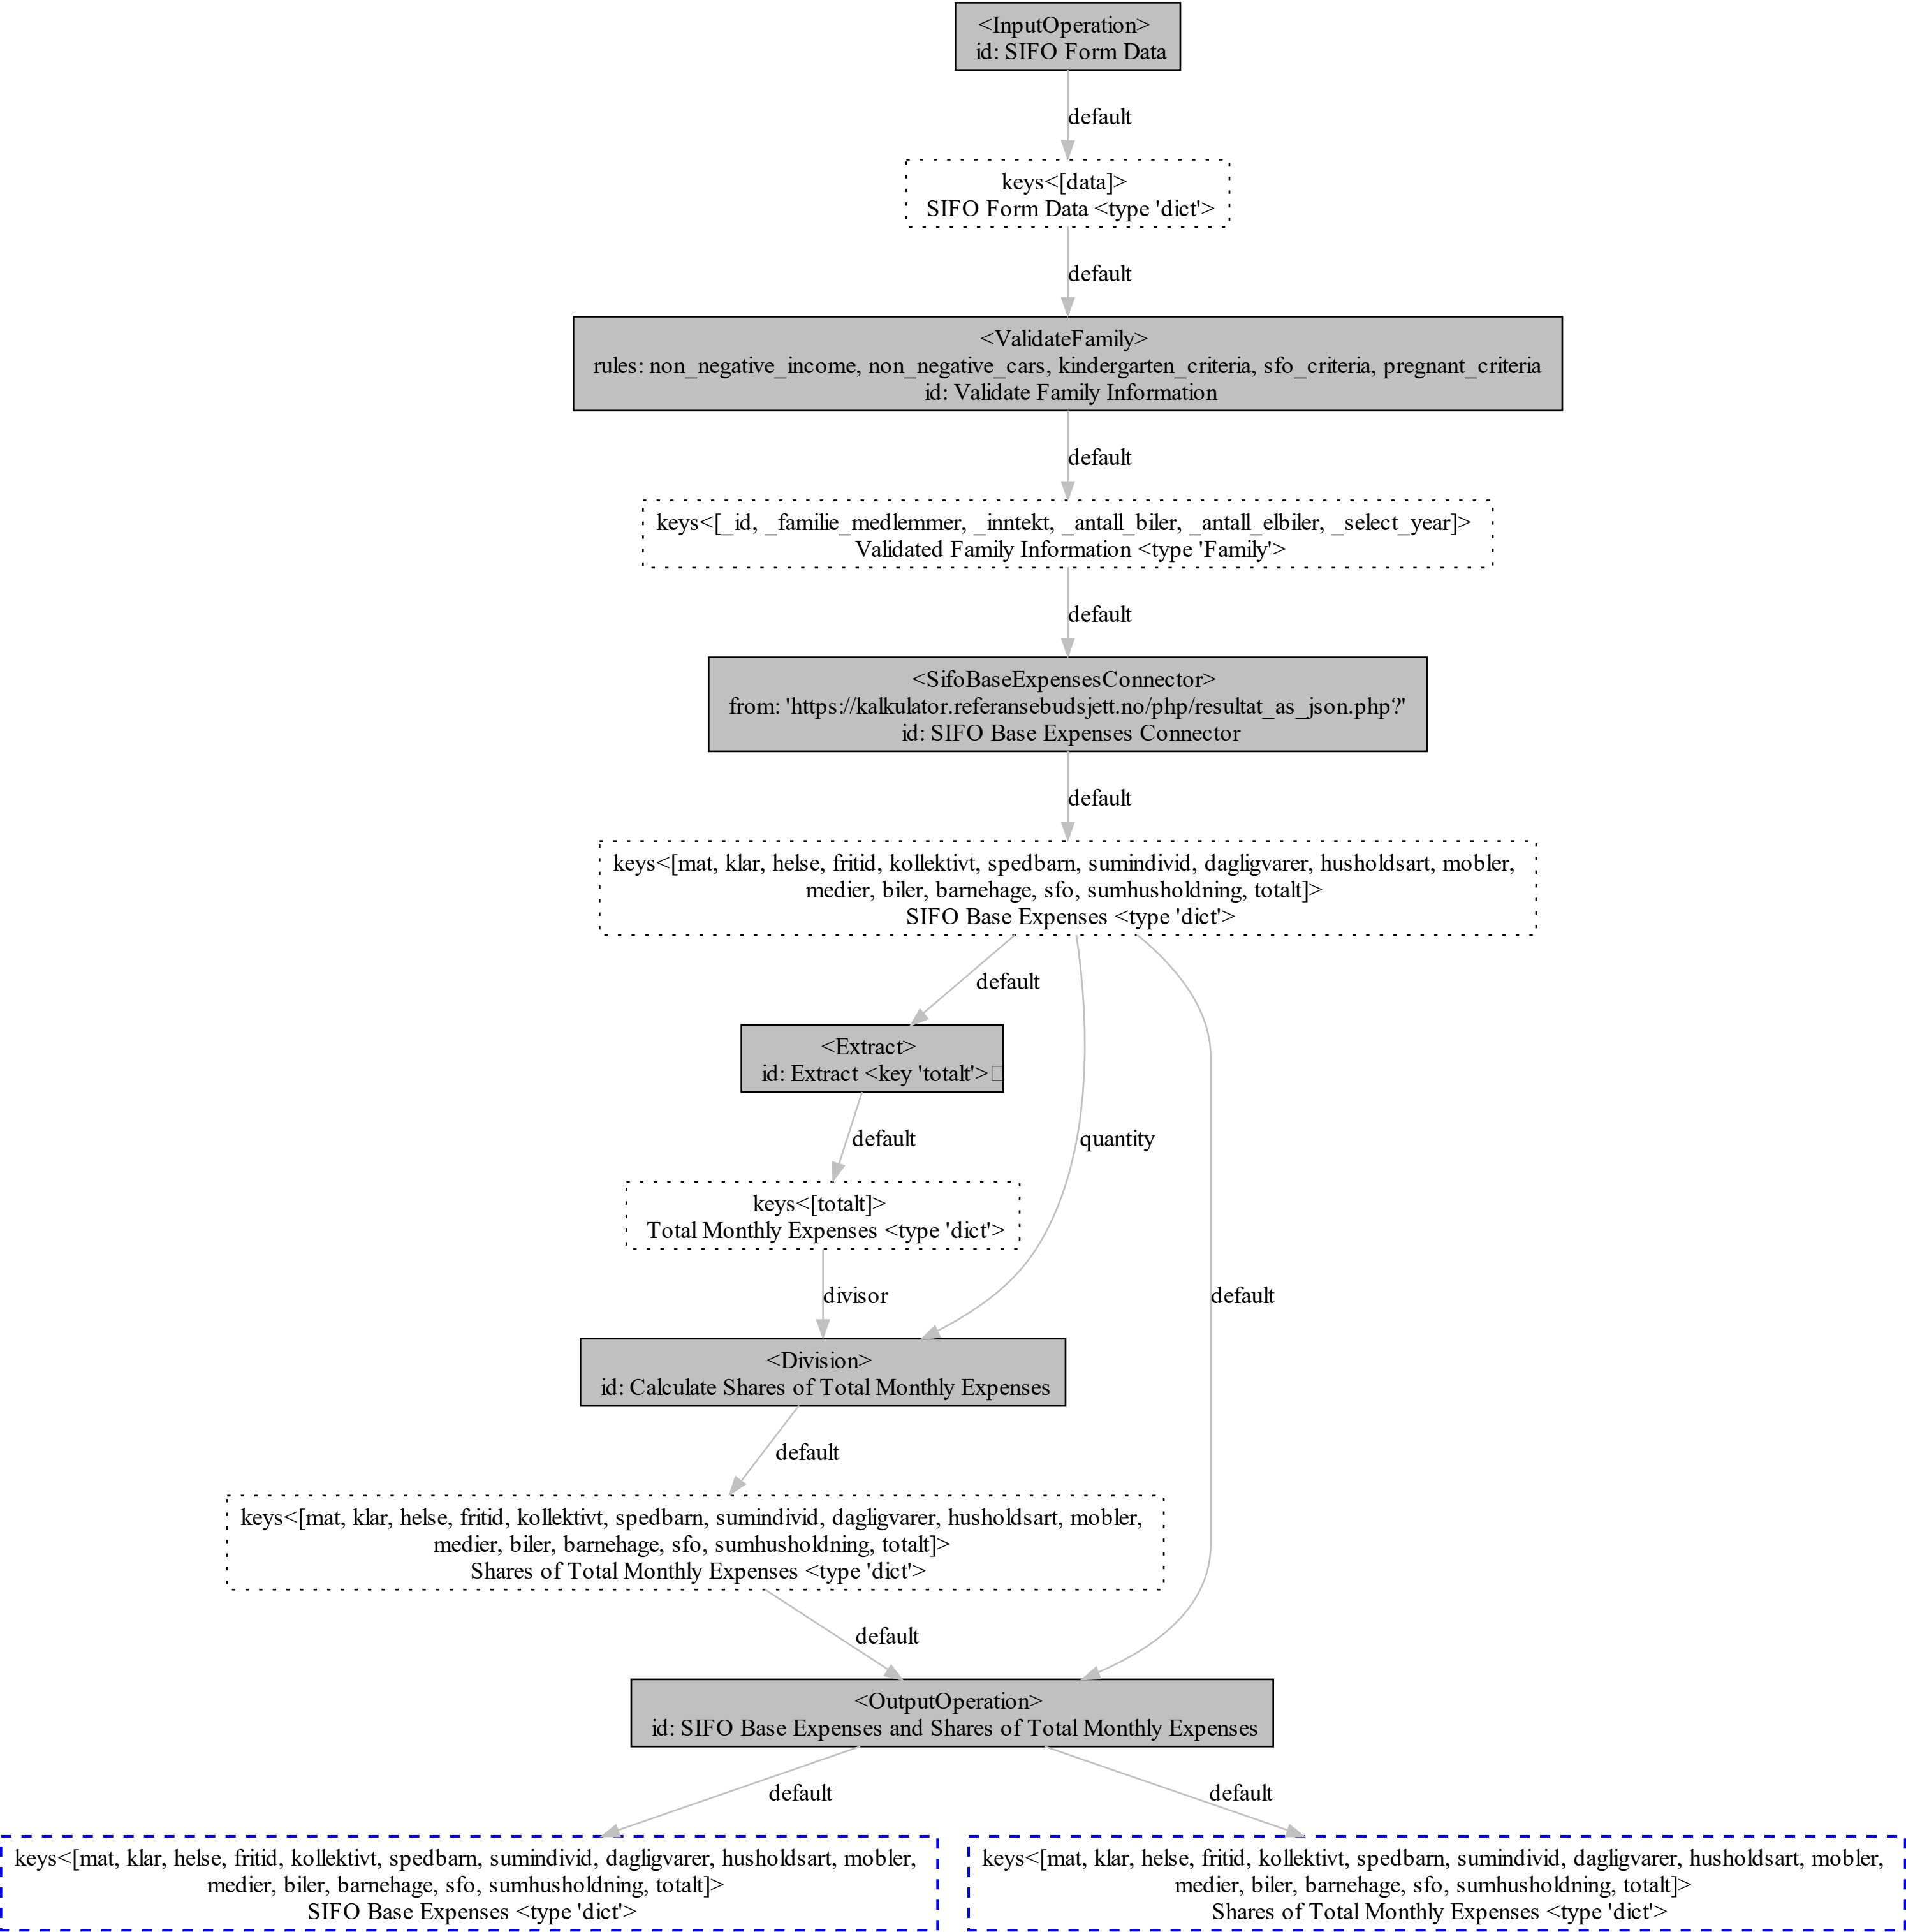 <InputOperation>
id: SIFO Form Data
default
keys<[data]>
SIFO Form Data <type 'dict'>
default
<ValidateFamily>
rules: non_negative_income, non_negative_cars, kindergarten_criteria, sfo_criteria, pregnant_criteria
id: Validate Family Information
default
keys<[_id, _familie_medlemmer, _inntekt, _antall_biler, _antall_elbiler, _select_year]>
Validated Family Information <type 'Family'>
default
<SifoBaseExpensesConnector>
from: 'https://kalkulator.referansebudsjett.no/php/resultat_as_json.php?'
id: SIFO Base Expenses Connector
default
keys<[mat, klar, helse, fritid, kollektivt, spedbarn, sumindivid, dagligvarer, husholdsart, mobler,
medier, biler, barnehage, sfo, sumhusholdning, totalt]>
SIFO Base Expenses <type 'dict'>
default
<Extract>
id: Extract <key 'totalt'>
default
quantity
keys<[totalt]>
Total Monthly Expenses <type 'dict'>
divisor
default
<Division>
id: Calculate Shares of Total Monthly Expenses
default
keys<[mat, klar, helse, fritid, kollektivt, spedbarn, sumindivid, dagligvarer, husholdsart, mobler,
medier, biler, barnehage, sfo, sumhusholdning, totalt]>
Shares of Total Monthly Expenses <type 'dict'>
default
<OutputOperation>
id: SIFO Base Expenses and Shares of Total Monthly Expenses
default
default
keys<[mat, klar, helse, fritid, kollektivt, spedbarn, sumindivid, dagligvarer, husholdsart, mobler,
medier, biler, barnehage, sfo, sumhusholdning, totalt]>
SIFO Base Expenses <type 'dict'>
keys<[mat, klar, helse, fritid, kollektivt, spedbarn, sumindivid, dagligvarer, husholdsart, mobler,
medier, biler, barnehage, sfo, sumhusholdning, totalt]>
Shares of Total Monthly Expenses <type 'dict'>